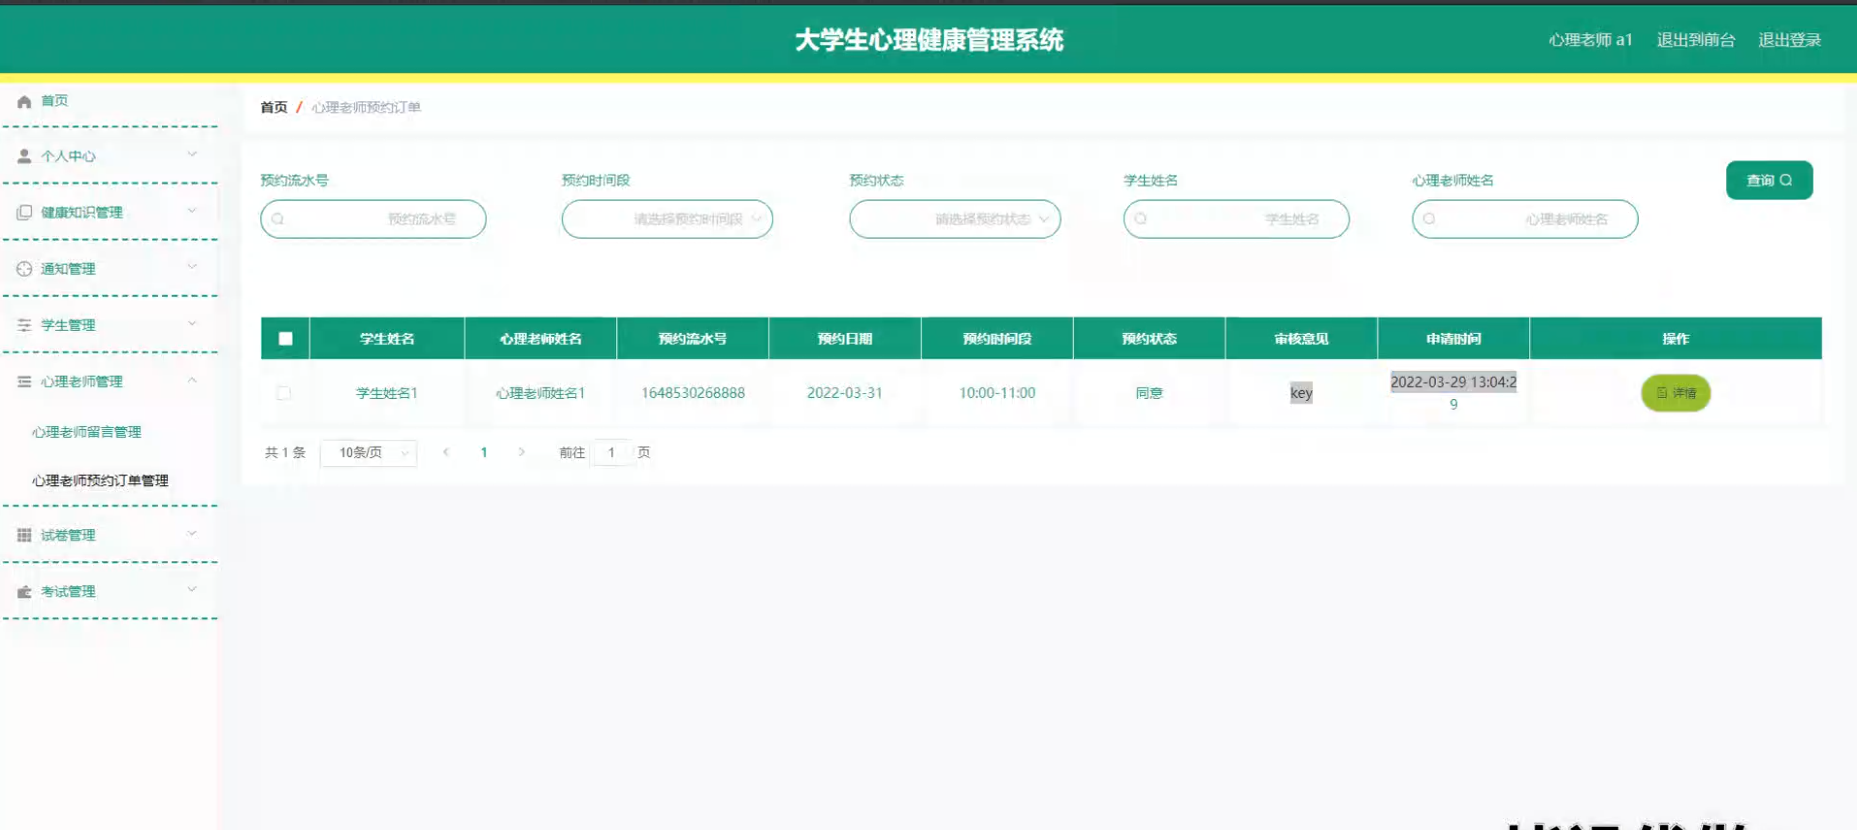 大学生心理健康管理系统
心理老师 a1 退出到前台 退出登录
首页
个人中心
健康知识管理
通知管理
学生管理
心理老师管理
心理老师留言管理
心理老师预约订单管理
试卷管理
考试管理
首页 / 心理老师预约订单
预约流水号 预约时间段 预约状态 学生姓名 心理老师姓名
预约流水号 请选择预约时间段 请选择预约状态 学生姓名 心理老师姓名
查询
学生姓名 心理老师姓名 预约流水号 预约日期 预约时间段 预约状态 审核意见 申请时间 操作
学生姓名1 心理老师姓名1 1648530268888 2022-03-31 10:00-11:00 同意 key 2022-03-29 13:04:2
9
详情
共 1 条 10条/页 1 前往 1 页